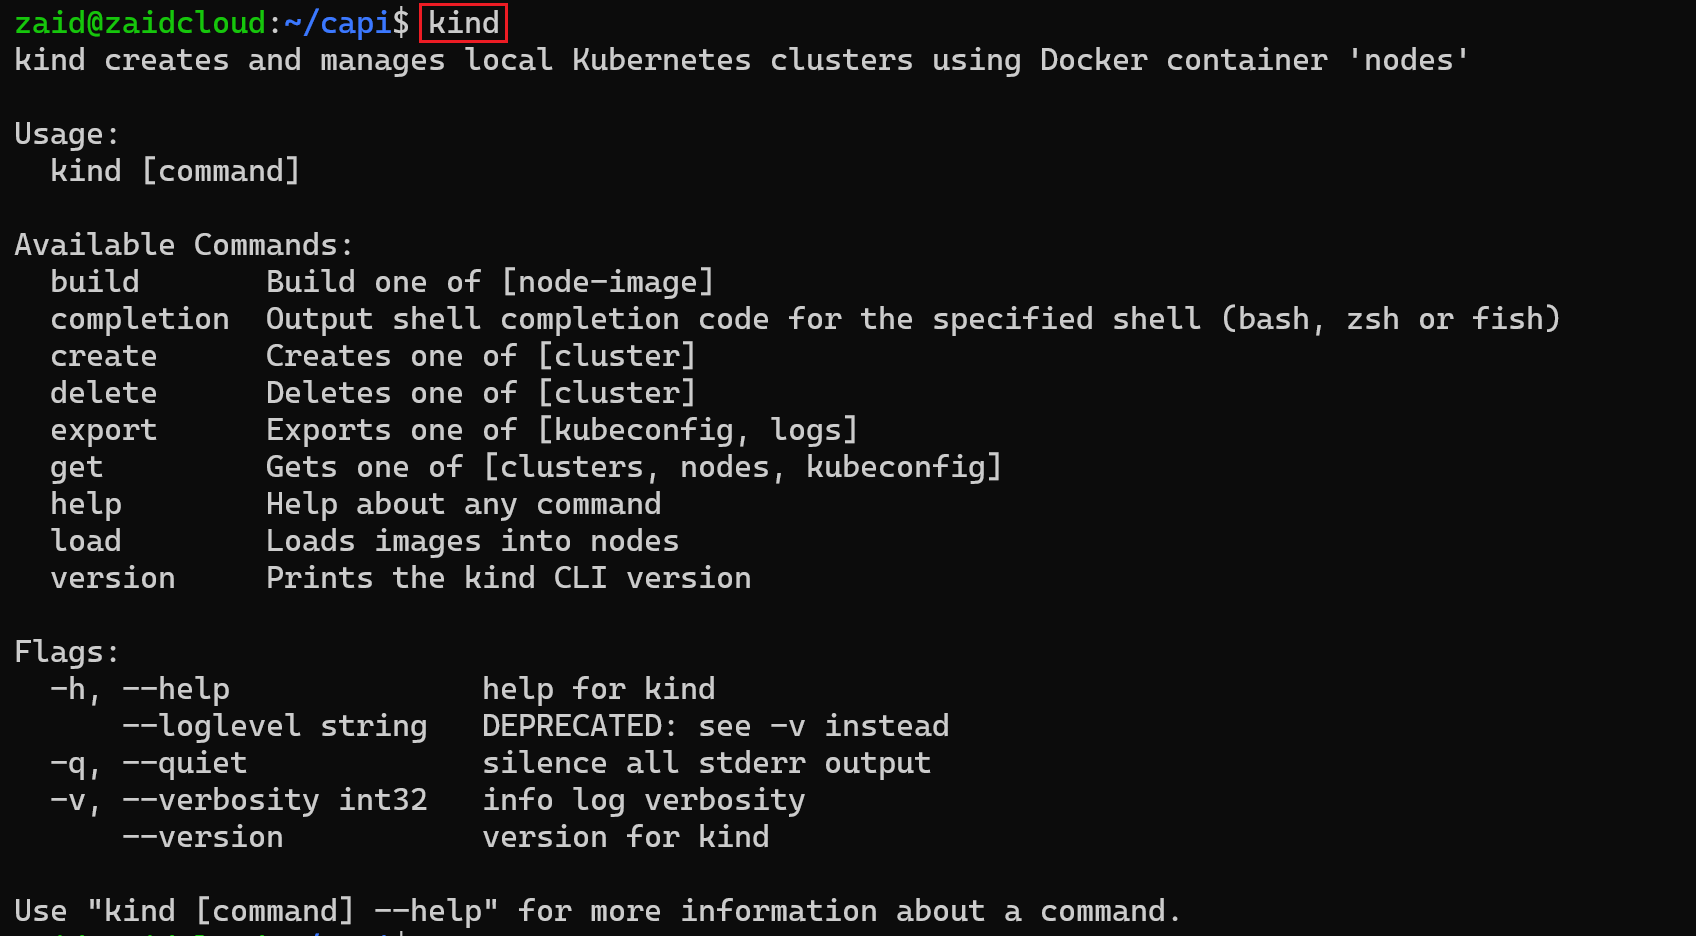 zaid@zaidcloud:~/capi$ kind
kind creates and manages local Kubernetes clusters using Docker container 'nodes'
Usage:
kind [command]
Available Commands:
build Build one of [node-image]
completion Output shell completion code for the specified shell (bash, zsh or fish)
create Creates one of [cluster]
delete Deletes one of [cluster]
export Exports one of [kubeconfig, logs]
get Gets one of [clusters, nodes, kubeconfig]
help Help about any command
load Loads images into nodes
version Prints the kind CLI version
Flags:
-h, --help help for kind
--loglevel string DEPRECATED: see -v instead
-q, --quiet silence all stderr output
-v, --verbosity int32 info log verbosity
--version version for kind
Use "kind [command] --help" for more information about a command.